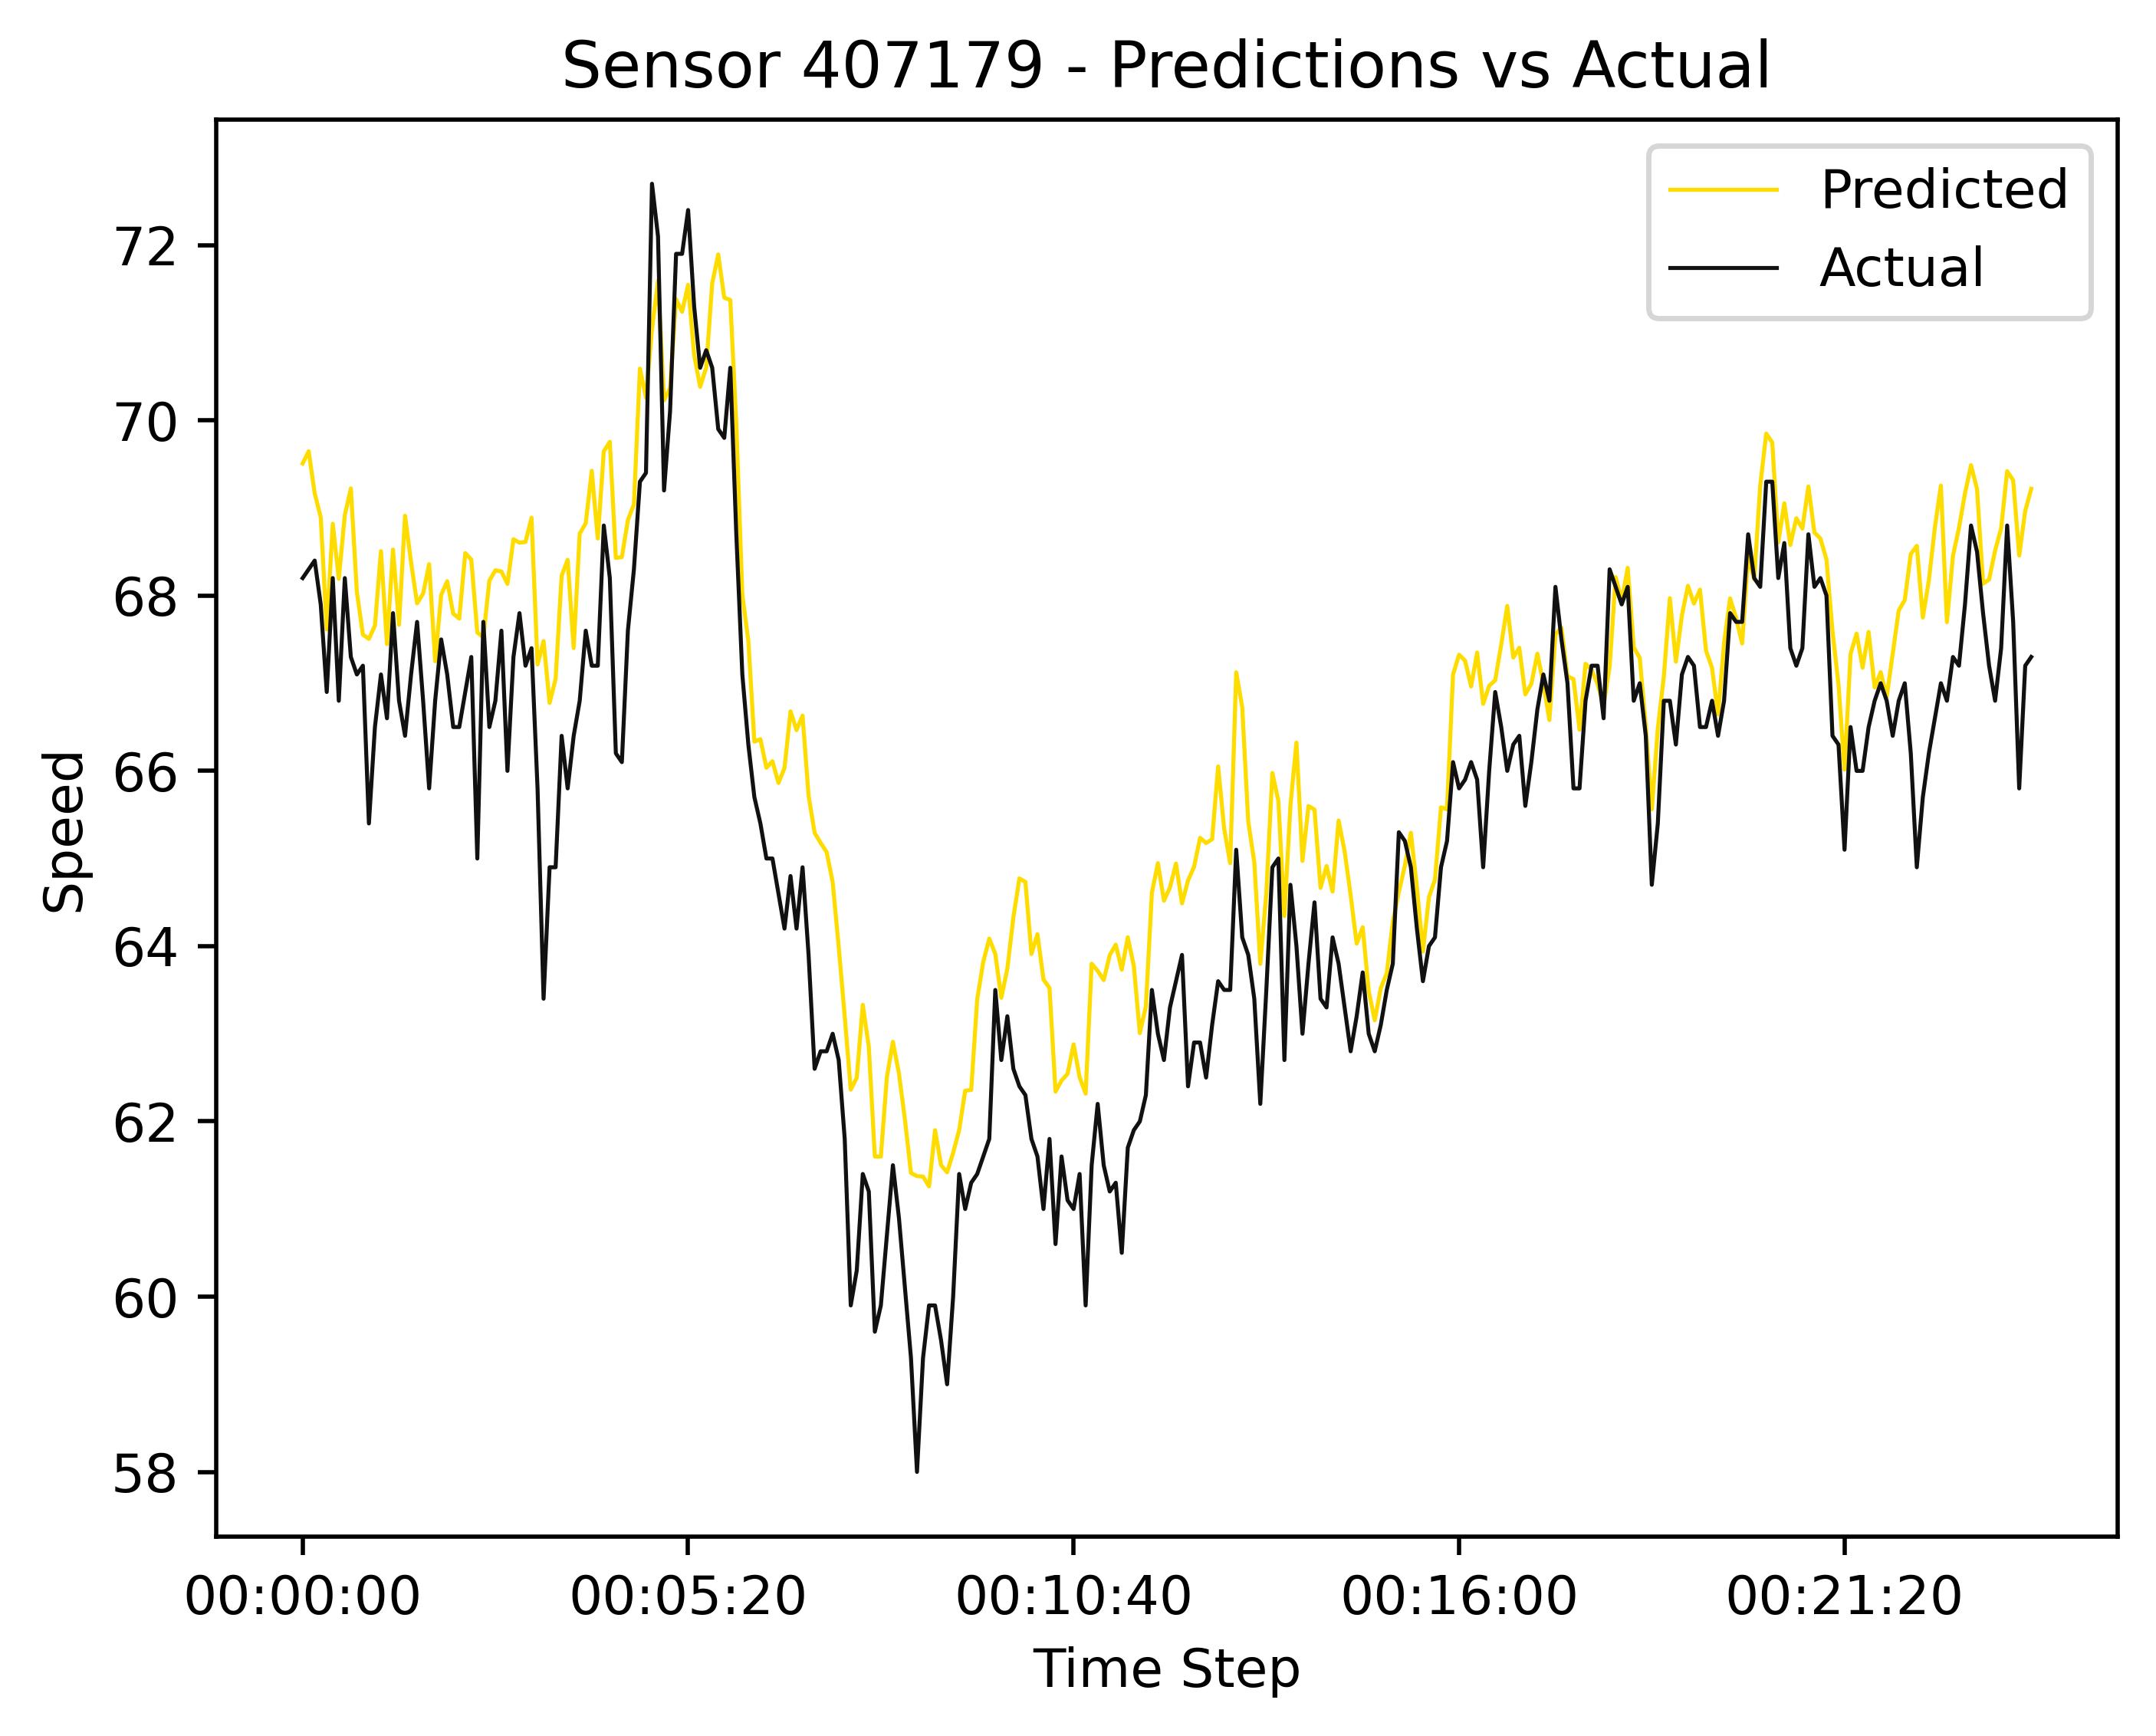 Sensor 407179 - Predictions vs Actual
Predicted
Actual
72
70
68
66
64
62
60
58
Speed
00:00:00 00:05:20 00:10:40 00:16:00 00:21:20
Time Step